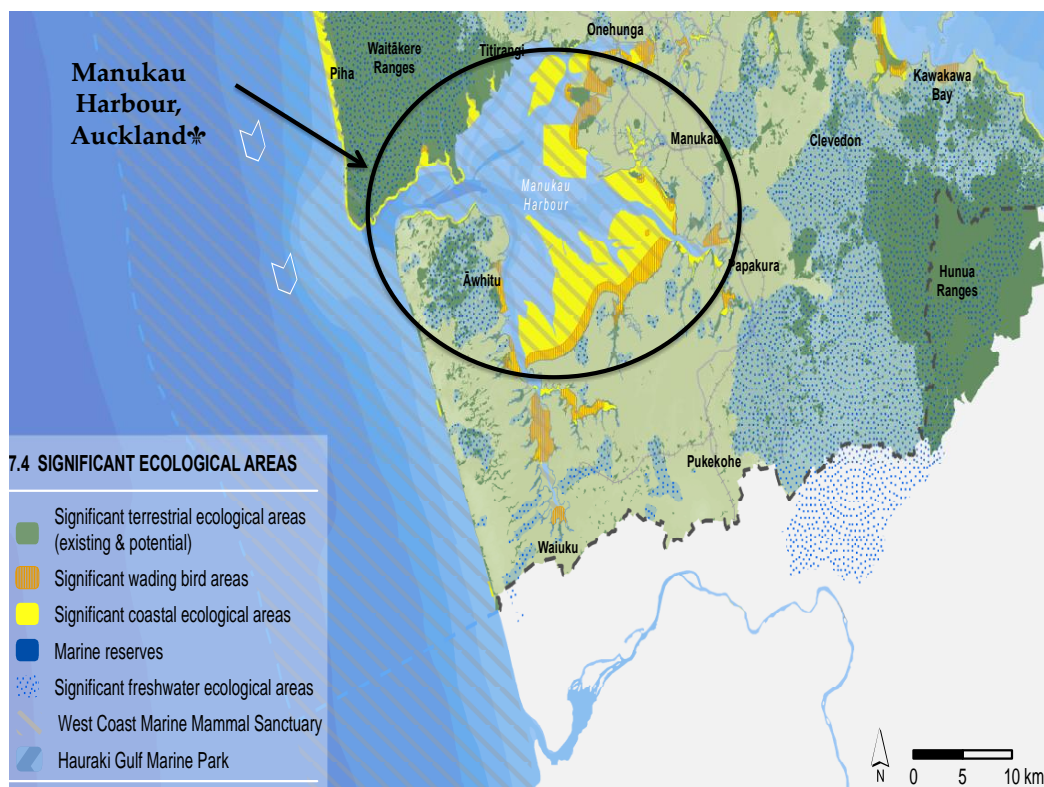 Onehunga
Waitākere
Ranges
Titirangi
Piha
Manukau
Harbour,
Auckland⚜
Kawakawa
Bay
Manukau
Clevedon
Manukau
Harbour
Āwhitu
Papakura
Hunua
Ranges
Pukekohe
Waiuku
7.4 SIGNIFICANT ECOLOGICAL AREAS
Significant terrestrial ecological areas
(existing & potential)
Significant wading bird areas
Significant coastal ecological areas
Marine reserves
Significant freshwater ecological areas
West Coast Marine Mammal Sanctuary
Hauraki Gulf Marine Park
N
0 5 10 km